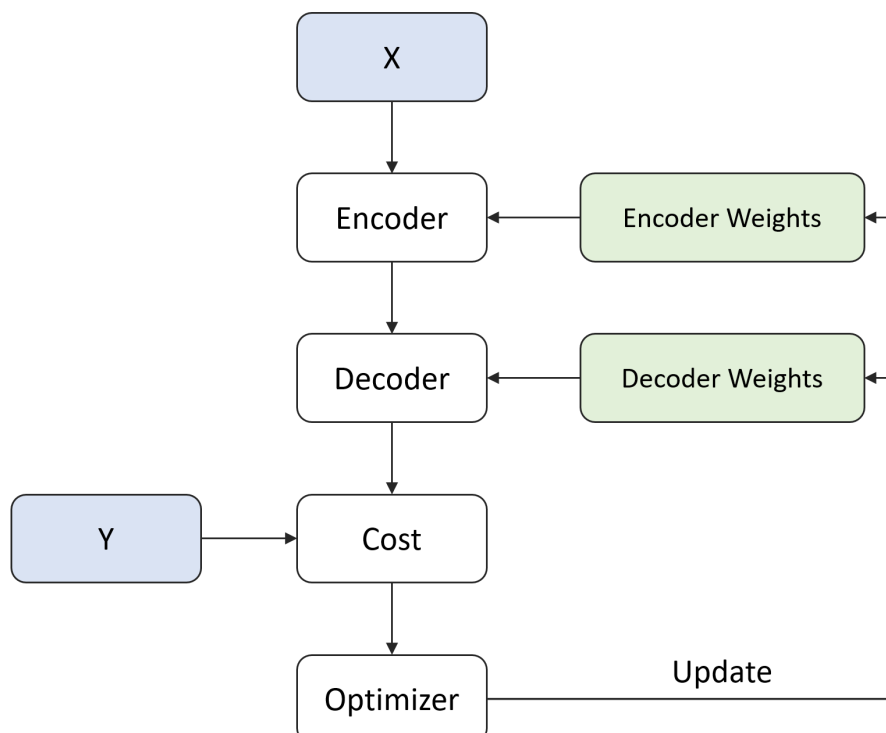 X
Encoder
Encoder Weights
Decoder
Decoder Weights
Y
Cost
Update
Optimizer